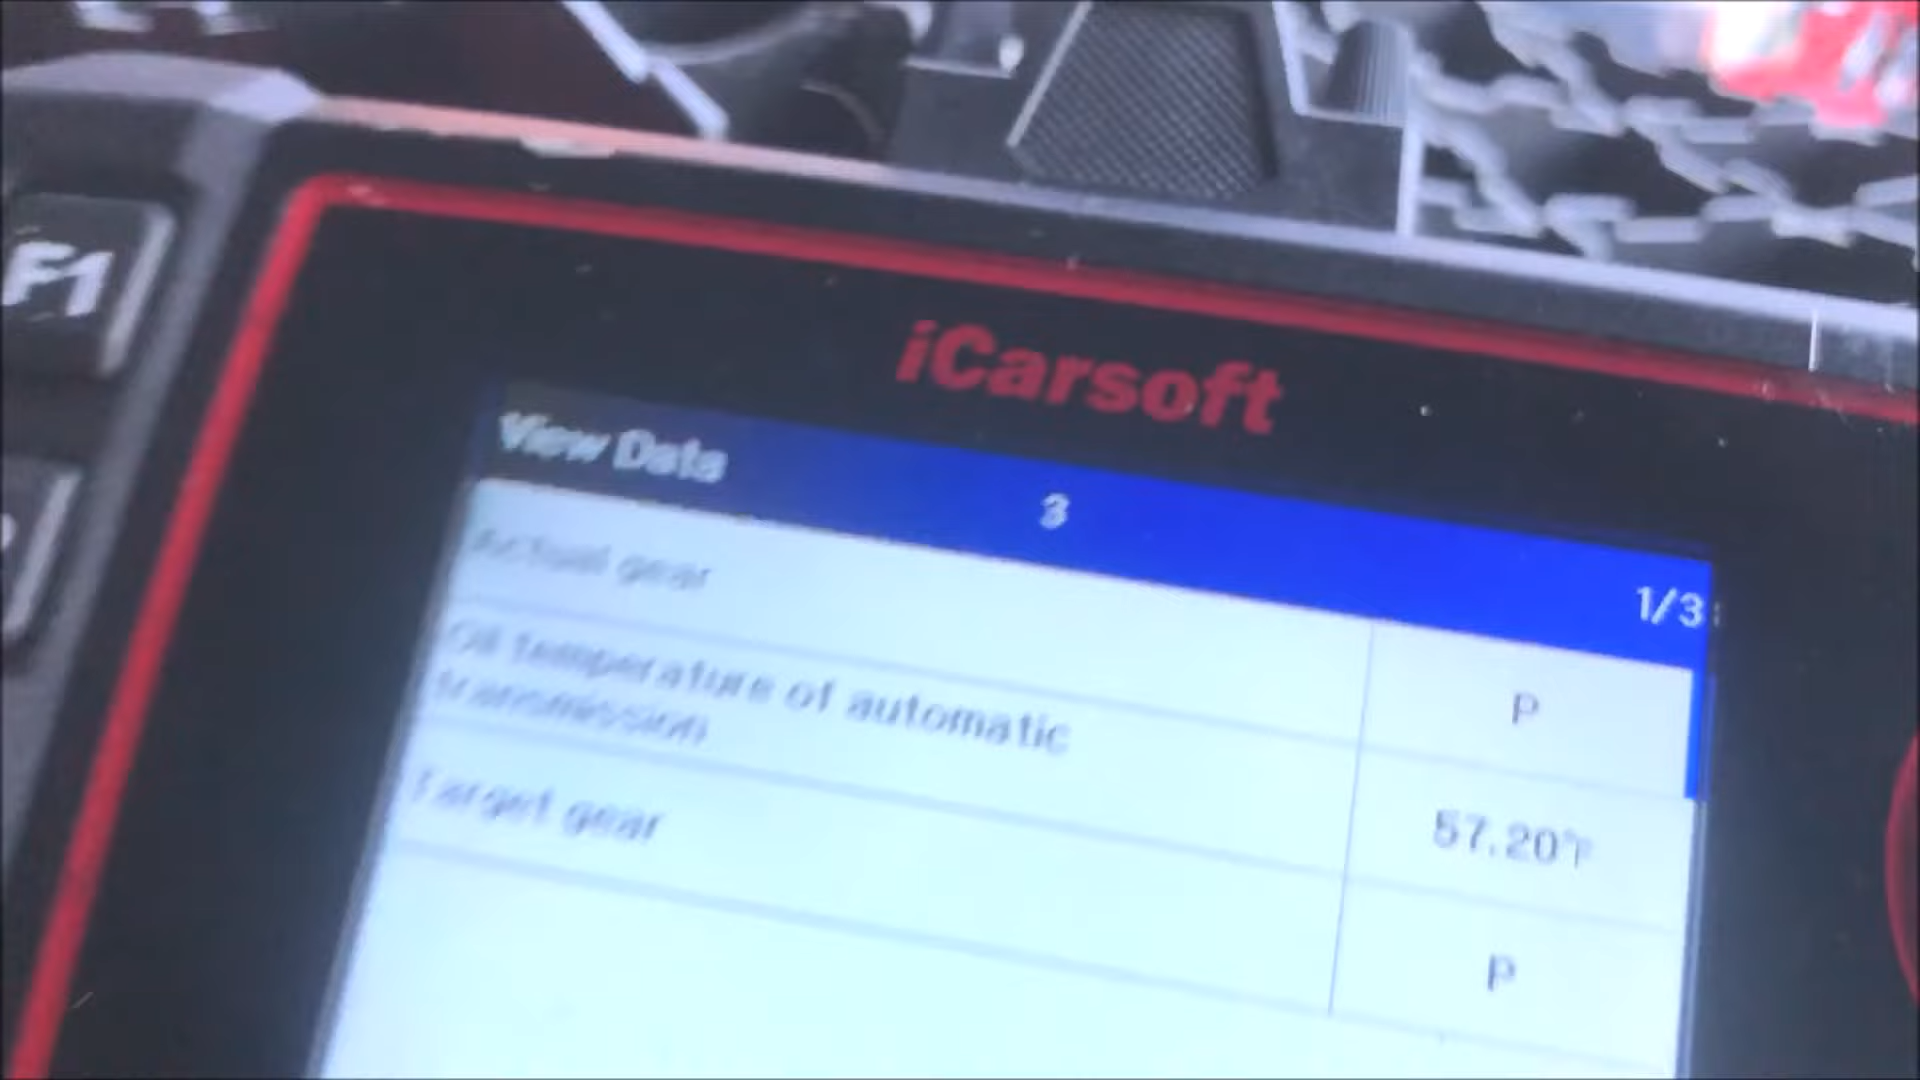 F1
iCarsoft
View Data
3
1/3
Actual gear
P
Oil temperature of automatic
transmission
57.20°F
Target gear
P